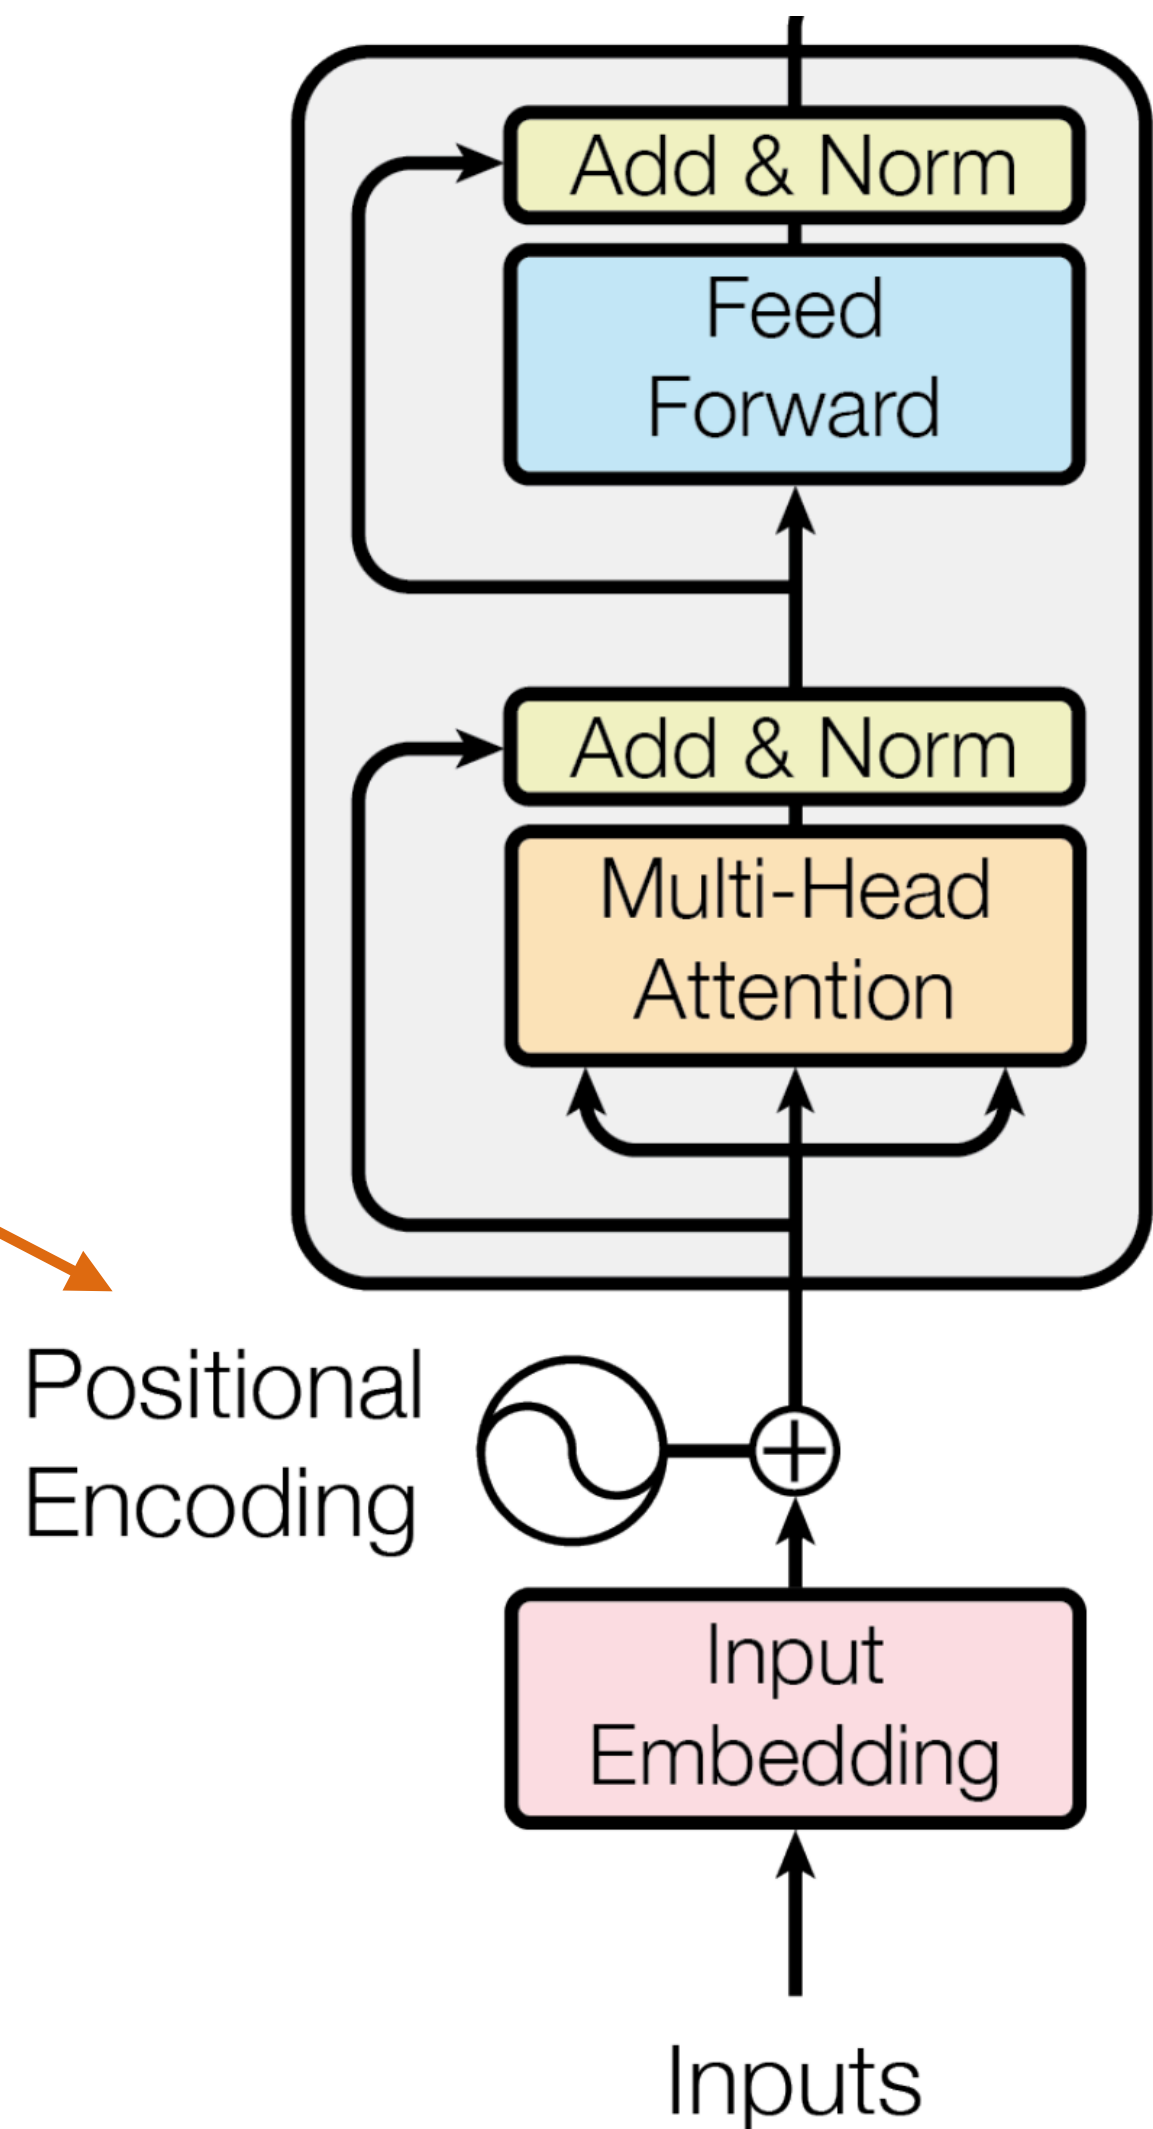 Add & Norm
Feed
Forward
Add & Norm
Multi-Head
Attention
Positional
Encoding
Input
Embedding
Inputs